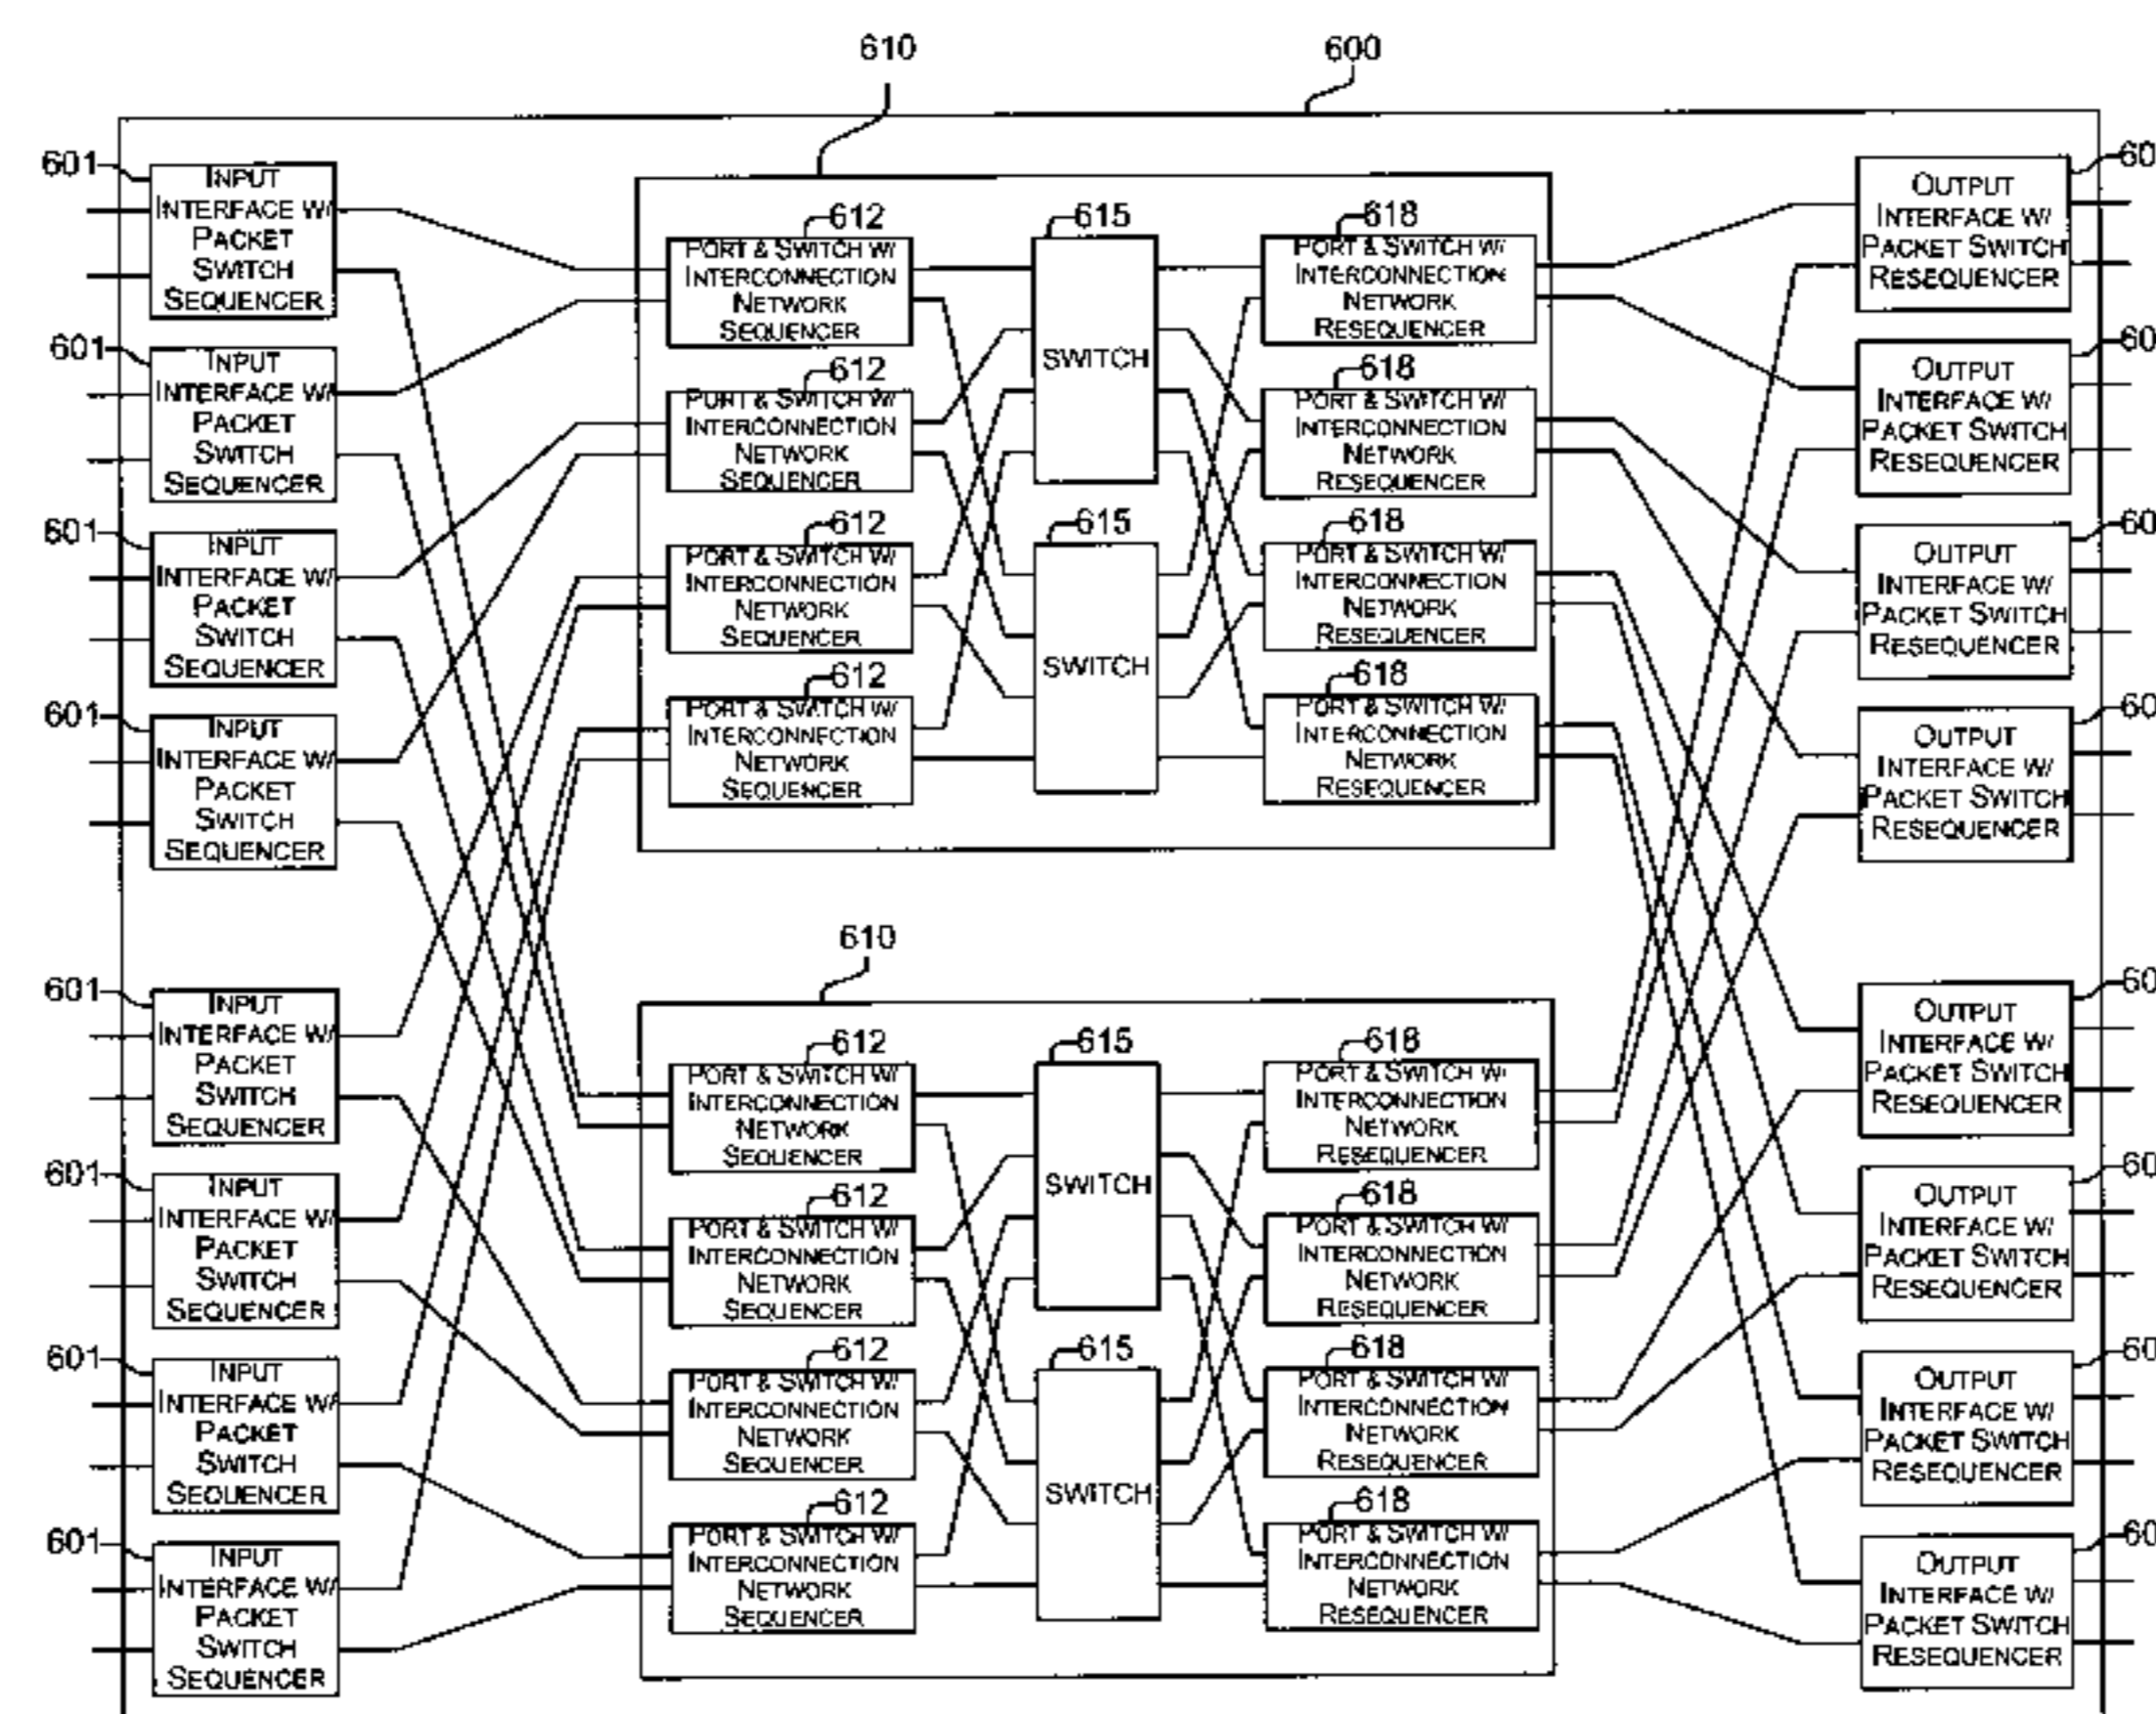 610
600
601
INPUT
INTERFACE W/
PACKET
SWITCH
SEQUENCER
601
INPUT
INTERFACE W/
PACKET
SWITCH
SEQUENCER
601
INPUT
INTERFACE W/
PACKET
SWITCH
SEQUENCER
601
INPUT
INTERFACE W/
PACKET
SWITCH
SEQUENCER
601
INPUT
INTERFACE W/
PACKET
SWITCH
SEQUENCER
601
INPUT
INTERFACE W/
PACKET
SWITCH
SEQUENCER
601
INPUT
INTERFACE W/
PACKET
SWITCH
SEQUENCER
601
INPUT
INTERFACE W/
PACKET
SWITCH
SEQUENCER
612
PORT & SWITCH W/
INTERCONNECTION
NETWORK
SEQUENCER
612
PORT & SWITCH W/
INTERCONNECTION
NETWORK
SEQUENCER
612
PORT & SWITCH W/
INTERCONNECTION
NETWORK
SEQUENCER
612
PORT & SWITCH W/
INTERCONNECTION
NETWORK
SEQUENCER
615
SWITCH
615
SWITCH
618
PORT & SWITCH W/
INTERCONNECTION
NETWORK
RESEQUENCER
618
PORT & SWITCH W/
INTERCONNECTION
NETWORK
RESEQUENCER
618
PORT & SWITCH W/
INTERCONNECTION
NETWORK
RESEQUENCER
618
PORT & SWITCH W/
INTERCONNECTION
NETWORK
RESEQUENCER
610
612
PORT & SWITCH W/
INTERCONNECTION
NETWORK
SEQUENCER
612
PORT & SWITCH W/
INTERCONNECTION
NETWORK
SEQUENCER
612
PORT & SWITCH W/
INTERCONNECTION
NETWORK
SEQUENCER
612
PORT & SWITCH W/
INTERCONNECTION
NETWORK
SEQUENCER
615
SWITCH
615
SWITCH
618
PORT & SWITCH W/
INTERCONNECTION
NETWORK
RESEQUENCER
618
PORT & SWITCH W/
INTERCONNECTION
NETWORK
RESEQUENCER
618
PORT & SWITCH W/
INTERCONNECTION
NETWORK
RESEQUENCER
618
PORT & SWITCH W/
INTERCONNECTION
NETWORK
RESEQUENCER
OUTPUT
INTERFACE W/
PACKET SWITCH
RESEQUENCER
OUTPUT
INTERFACE W/
PACKET SWITCH
RESEQUENCER
OUTPUT
INTERFACE W/
PACKET SWITCH
RESEQUENCER
OUTPUT
INTERFACE W/
PACKET SWITCH
RESEQUENCER
OUTPUT
INTERFACE W/
PACKET SWITCH
RESEQUENCER
OUTPUT
INTERFACE W/
PACKET SWITCH
RESEQUENCER
OUTPUT
INTERFACE W/
PACKET SWITCH
RESEQUENCER
OUTPUT
INTERFACE W/
PACKET SWITCH
RESEQUENCER